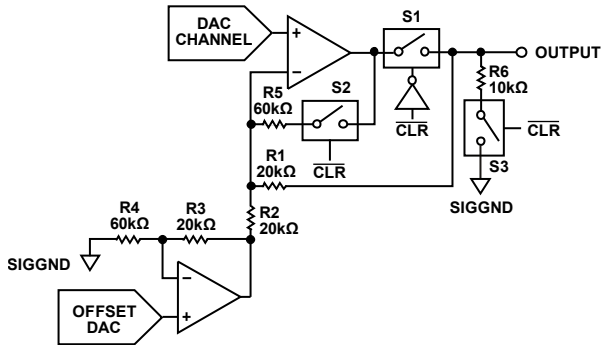 DAC
CHANNEL
S1
OUTPUT
R6
10kΩ
R5
60kΩ
S2
CLR
CLR
CLR
S3
R1
20kΩ
SIGGND
R4
60kΩ
R3
20kΩ
R2
20kΩ
SIGGND
OFFSET
DAC